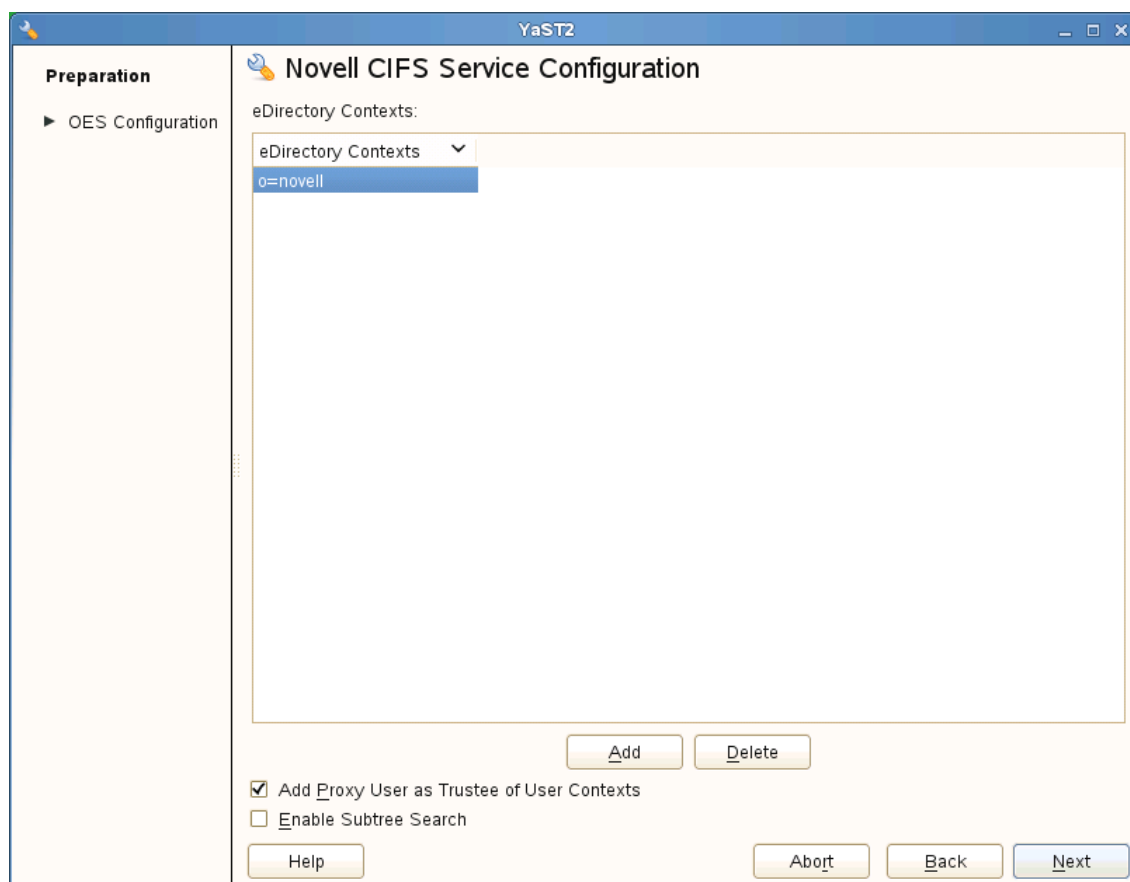 YaST2
Preparation
OES Configuration
Novell CIFS Service Configuration
eDirectory Contexts:
eDirectory Contexts
o=novell
Add Delete
Add Proxy User as Trustee of User Contexts
Enable Subtree Search
Help Abort Back Next